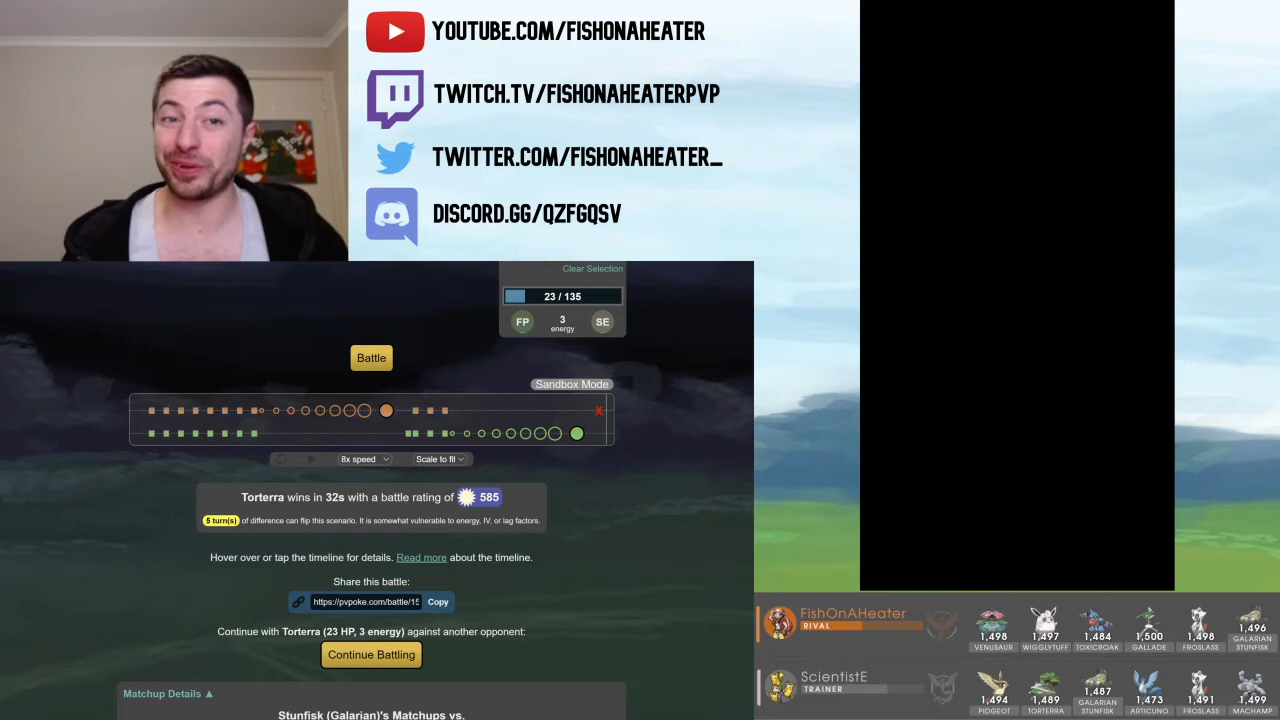 YOUTUBE.COM/FISHONAHEATER
TWITCH.TV/FISHONAHEATERPVP
TWITTER.COM/FISHONAHEATER_
DISCORD.GG/QZFGQSV
Clear Selection
23 / 135
FP
3
energy
SE
Battle
Sandbox Mode
X
8x speed
Scale to fit
Torterra wins in 32s with a battle rating of 585
5 turn(s) of difference can flip this scenario. It is somewhat vulnerable to energy, IV, or lag factors.
Hover over or tap the timeline for details. Read more about the timeline.
Share this battle:
https://pvpoke.com/battle/15 Copy
Continue with Torterra (23 HP, 3 energy) against another opponent:
Continue Battling
Matchup Details ▲
Stunfisk (Galarian)'s Matchups vs.
FishOnAHeater
RIVAL
1,498 1,497 1,484 1,500 1,498 1,496
VENUSAUR WIGGLYTUFF TOXICROAK GALLADE FROSLASS GALARIAN STUNFISK
ScientistE
TRAINER
1,494 1,489 1,487 1,473 1,491 1,499
PIDGEOT TORTERRA GALARIAN STUNFISK ARTICUNO FROSLASS MACHAMP